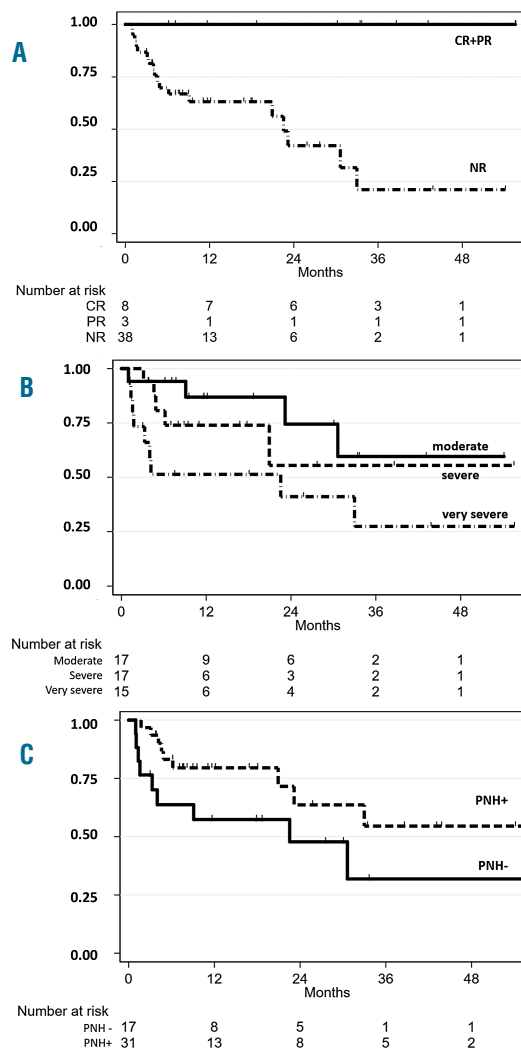 A
1.00
CR+PR
0.75
0.50
0.25
NR
0.00
0 12 24 36 48
Months
Number at risk
CR 8 7 6 3 1
PR 3 1 1 1 1
NR 38 13 6 2 1
B
1.00
0.75
0.50
0.25
0.00
moderate
severe
very severe
0 12 24 36 48
Months
Number at risk
Moderate 17 9 6 2 1
Severe 17 6 3 2 1
Very severe 15 6 4 2 1
C
1.00
0.75
PNH+
0.50
PNH-
0.25
0.00
0 12 24 36 48
Months
Number at risk
PNH - 17 8 5 1 1
PNH+ 31 13 8 5 2